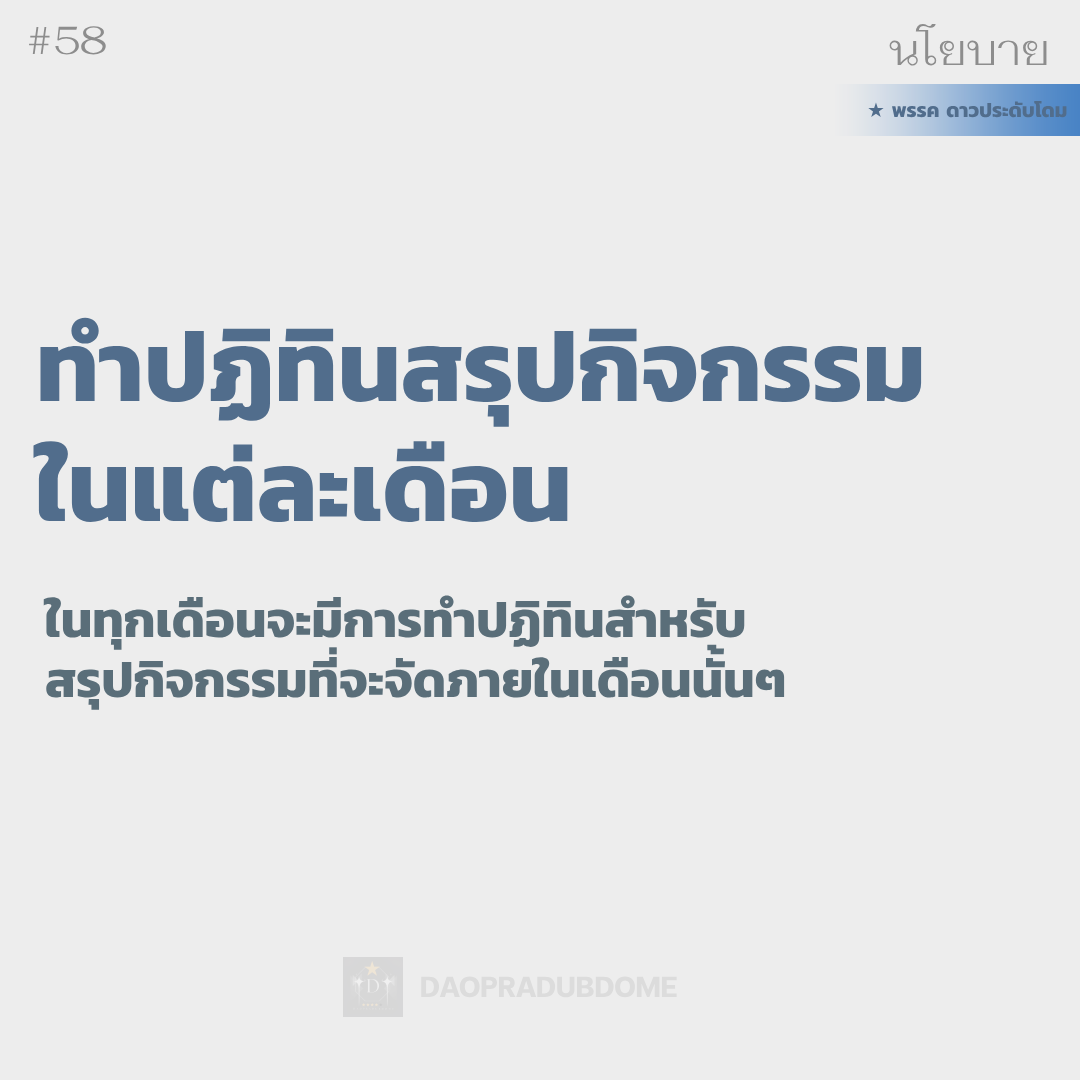 #58
นโยบาย
★ พรรค ดาวประดับโดม
ทำปฏิทินสรุปกิจกรรม
ในแต่ละเดือน
ในทุกเดือนจะมีการทำปฏิทินสำหรับ
สรุปกิจกรรมที่จะจัดภายในเดือนนั้นๆ
D
DAOPRADUBDOME